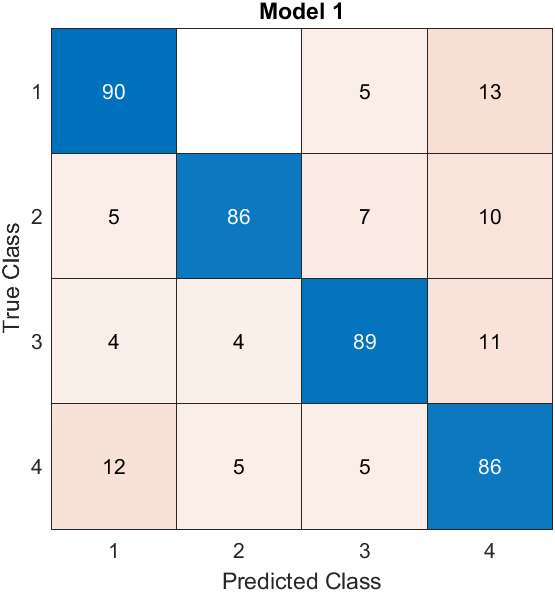 Model 1
True Class
1 90 5 13
2 5 86 7 10
3 4 4 89 11
4 12 5 5 86
1 2 3 4
Predicted Class